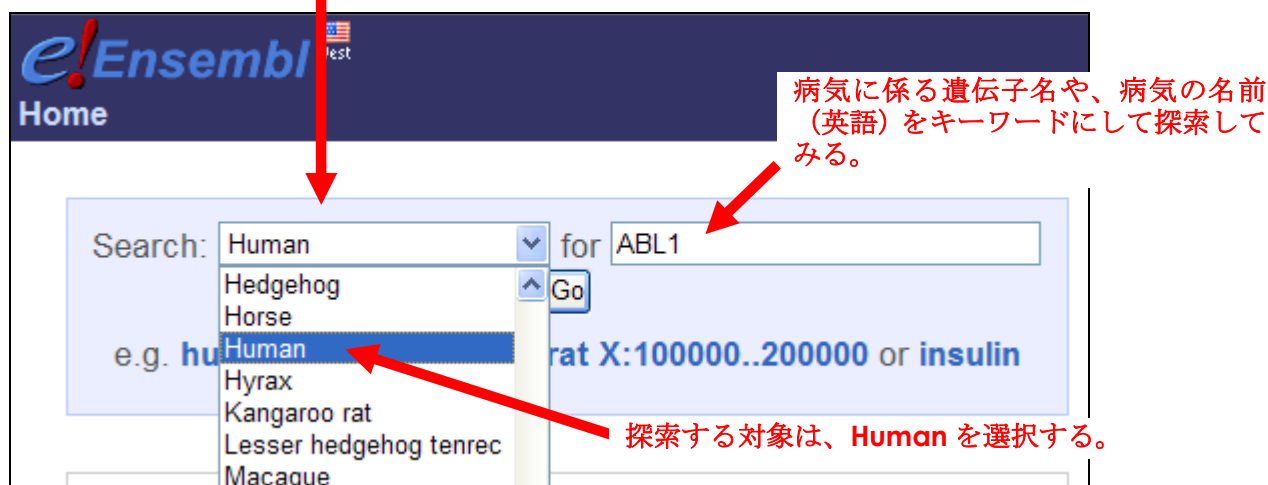 e!Ensembl
West
Home
病気に係る遺伝子名や、病気の名前
（英語）をキーワードにして探索して
みる。
Search: Human for ABL1
Hedgehog
Go
Horse
Human
e.g. hu rat X:100000..200000 or insulin
Hyrax
Kangaroo rat
探索する対象は、Human を選択する。
Lesser hedgehog tenrec
Macaque